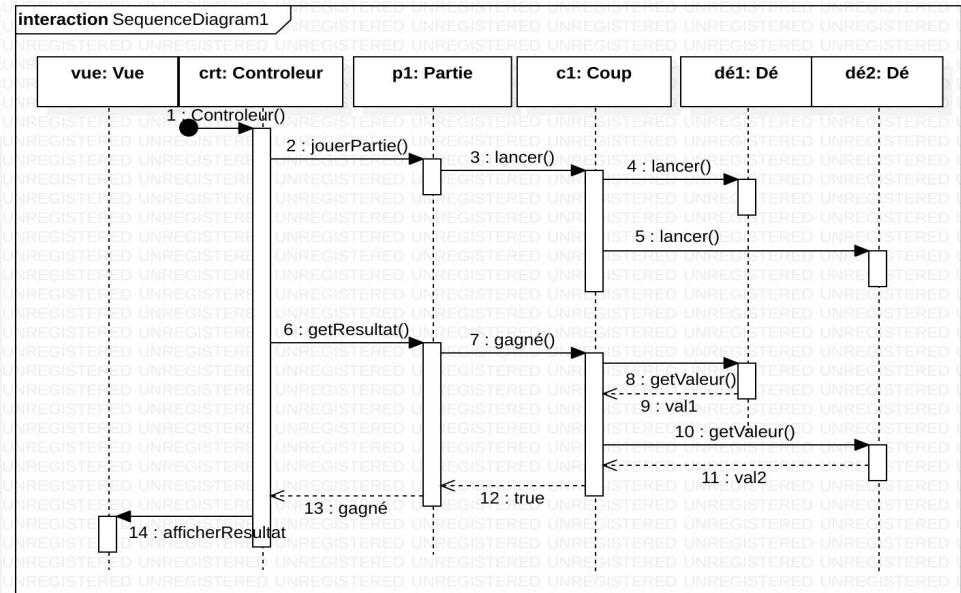 interaction SequenceDiagram1
vue: Vue
crt: Controleur
p1: Partie
c1: Coup
dé1: Dé
dé2: Dé
1 : Controleur()
2 : jouerPartie()
3 : lancer()
4 : lancer()
5 : lancer()
6 : getResultat()
7 : gagné()
8 : getValeur()
9 : val1
10 : getValeur()
11 : val2
12 : true
13 : gagné
14 : afficherResultat
UNREGISTERED